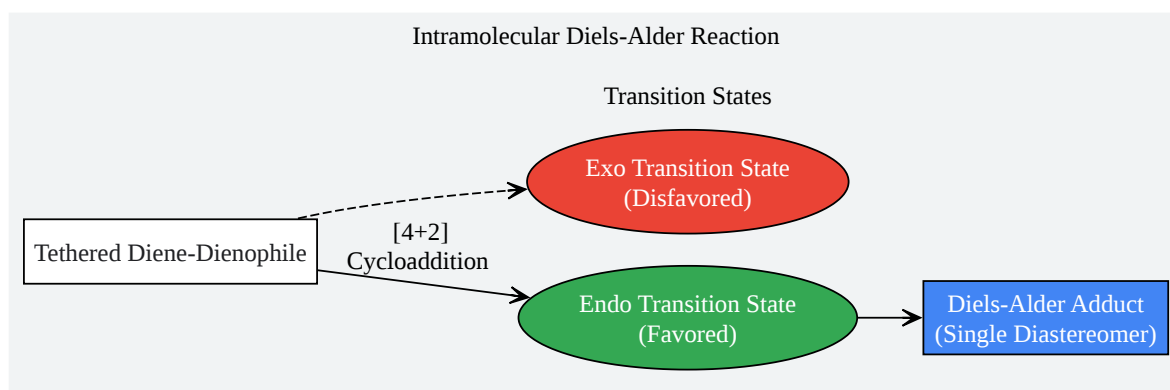 Intramolecular Diels-Alder Reaction
Transition States
Exo Transition State
(Disfavored)
Tethered Diene-Dienophile
[4+2]
Cycloaddition
Endo Transition State
(Favored)
Diels-Alder Adduct
(Single Diastereomer)